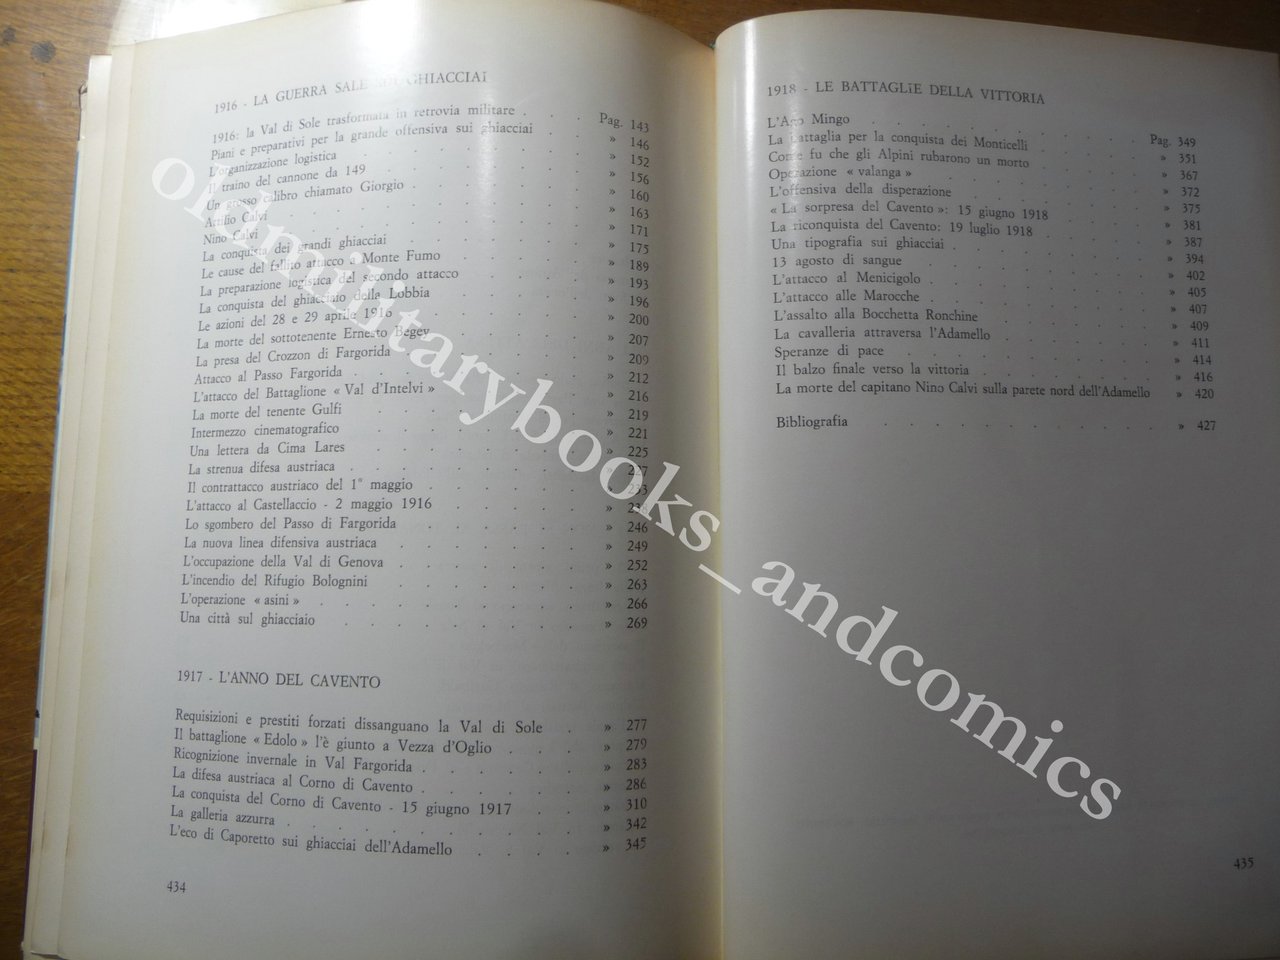 1916 - LA GUERRA SALE GHIACCIAI
1916: la Val di Sole trasformata in retrovia militare . . . Pag. 143
Piani e preparativi per la grande offensiva sui ghiacciai . . » 146
L'organizzazione logistica . . . . . . » 152
Il traino del cannone da 149 . . . . . . » 156
Un grosso calibro chiamato Giorgio . . . . . » 160
Attilio Calvi . . . . . . . » 163
Nino Calvi . . . . . . . » 171
La conquista dei grandi ghiacciai . . . . . » 175
Le cause del fallito attacco a Monte Fumo . . . . » 189
La preparazione logistica del secondo attacco . . . . » 193
La conquista del ghiacciaio della Lobbia . . . . » 196
Le azioni del 28 e 29 aprile 1916 . . . . . » 200
La morte del sottotenente Ernesto Begey . . . . » 207
La presa del Crozzon di Fargorida . . . . . » 209
Attacco al Passo Fargorida . . . . . . » 212
L'attacco del Battaglione « Val d'Intelvi » . . . . » 216
La morte del tenente Gulfi . . . . . . » 219
Intermezzo cinematografico . . . . . . » 221
Una lettera da Cima Lares . . . . . . » 225
La strenua difesa austriaca . . . . . . » 227
Il contrattacco austriaco del 1° maggio . . . . » 233
L'attacco al Castellaccio - 2 maggio 1916 . . . . »
Lo sgombero del Passo di Fargorida . . . . . » 246
La nuova linea difensiva austriaca . . . . . » 249
L'occupazione della Val di Genova . . . . . » 252
L'incendio del Rifugio Bolognini . . . . . » 263
L'operazione « asini » . . . . . . . » 266
Una città sul ghiacciaio . . . . . . . » 269
1917 - L'ANNO DEL CAVENTO
Requisizioni e prestiti forzati dissanguano la Val di Sole . » 277
Il battaglione « Edolo » l'è giunto a Vezza d'Oglio . . . » 279
Ricognizione invernale in Val Fargorida . . . . . » 283
La difesa austriaca al Corno di Cavento . . . . . » 286
La conquista del Corno di Cavento - 15 giugno 1917 . . » 310
La galleria azzurra . . . . . . . . » 342
L'eco di Caporetto sui ghiacciai dell'Adamello . . . . » 345
434
1918 - LE BATTAGLIE DELLA VITTORIA
L'Ago Mingo . . . . . . . . Pag. 349
La battaglia per la conquista dei Monticelli . . . . » 351
Come fu che gli Alpini rubarono un morto . . . . » 367
Operazione « valanga » . . . . . . . » 372
L'offensiva della disperazione . . . . . . » 375
« La sorpresa del Cavento »: 15 giugno 1918 . . . . » 381
La riconquista del Cavento: 19 luglio 1918 . . . . » 387
Una tipografia sui ghiacciai . . . . . . » 394
13 agosto di sangue . . . . . . . » 402
L'attacco al Menicigolo . . . . . . . » 405
L'attacco alle Marocche . . . . . . . » 407
L'assalto alla Bocchetta Ronchine . . . . . » 409
La cavalleria attraversa l'Adamello . . . . . » 411
Speranze di pace . . . . . . . . » 414
Il balzo finale verso la vittoria . . . . . . » 416
La morte del capitano Nino Calvi sulla parete nord dell'Adamello » 420
Bibliografia . . . . . . . . . » 427
435
oldmilitarybooks_andcomics